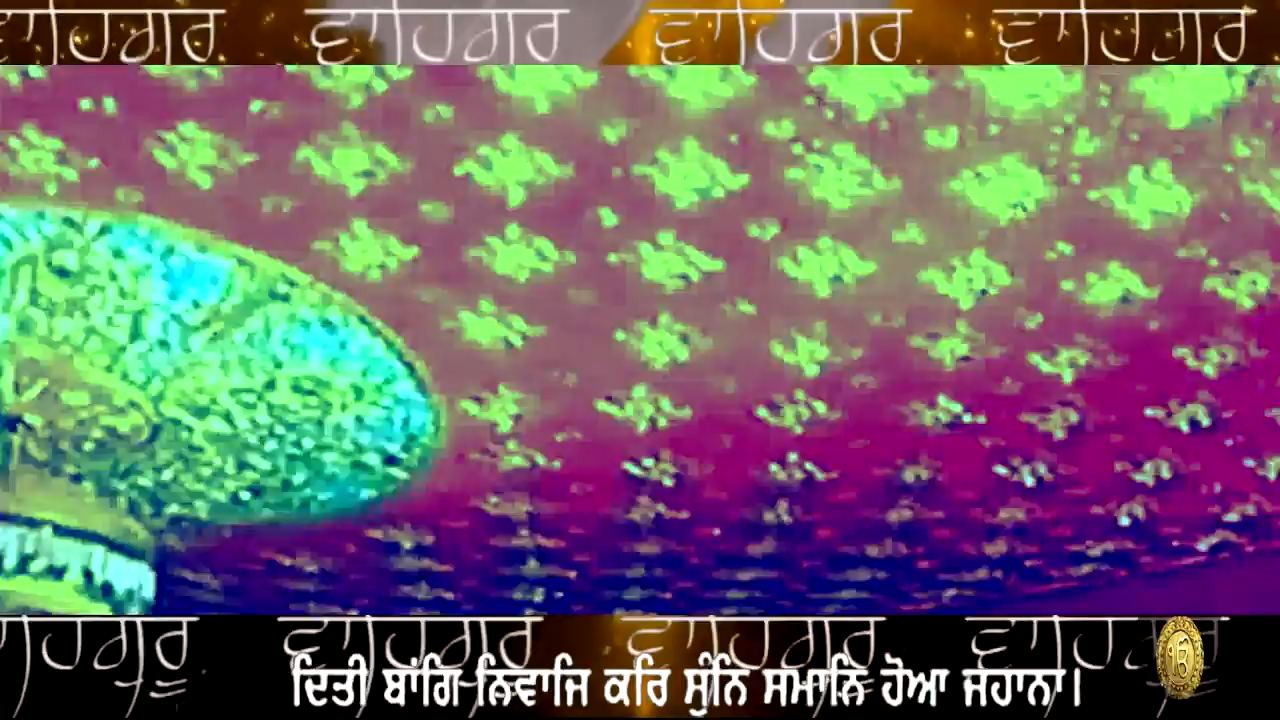 ਵਾਹਿਗੁਰੂ ਵਾਹਿਗੁਰੂ ਵਾਹਿਗੁਰੂ ਵਾਹਿਗੁਰੂ
ਵਾਹਿਗੁਰੂ ਵਾਹਿਗੁਰੂ ਵਾਹਿਗੁਰੂ ਵਾਹਿਗੁਰੂ
ਦਿਤੀ ਬਾਂਗਿ ਨਿਵਾਜਿ ਕਰਿ ਸੁੰਨਿ ਸਮਾਨਿ ਹੋਆ ਜਹਾਨਾ।
ੴ